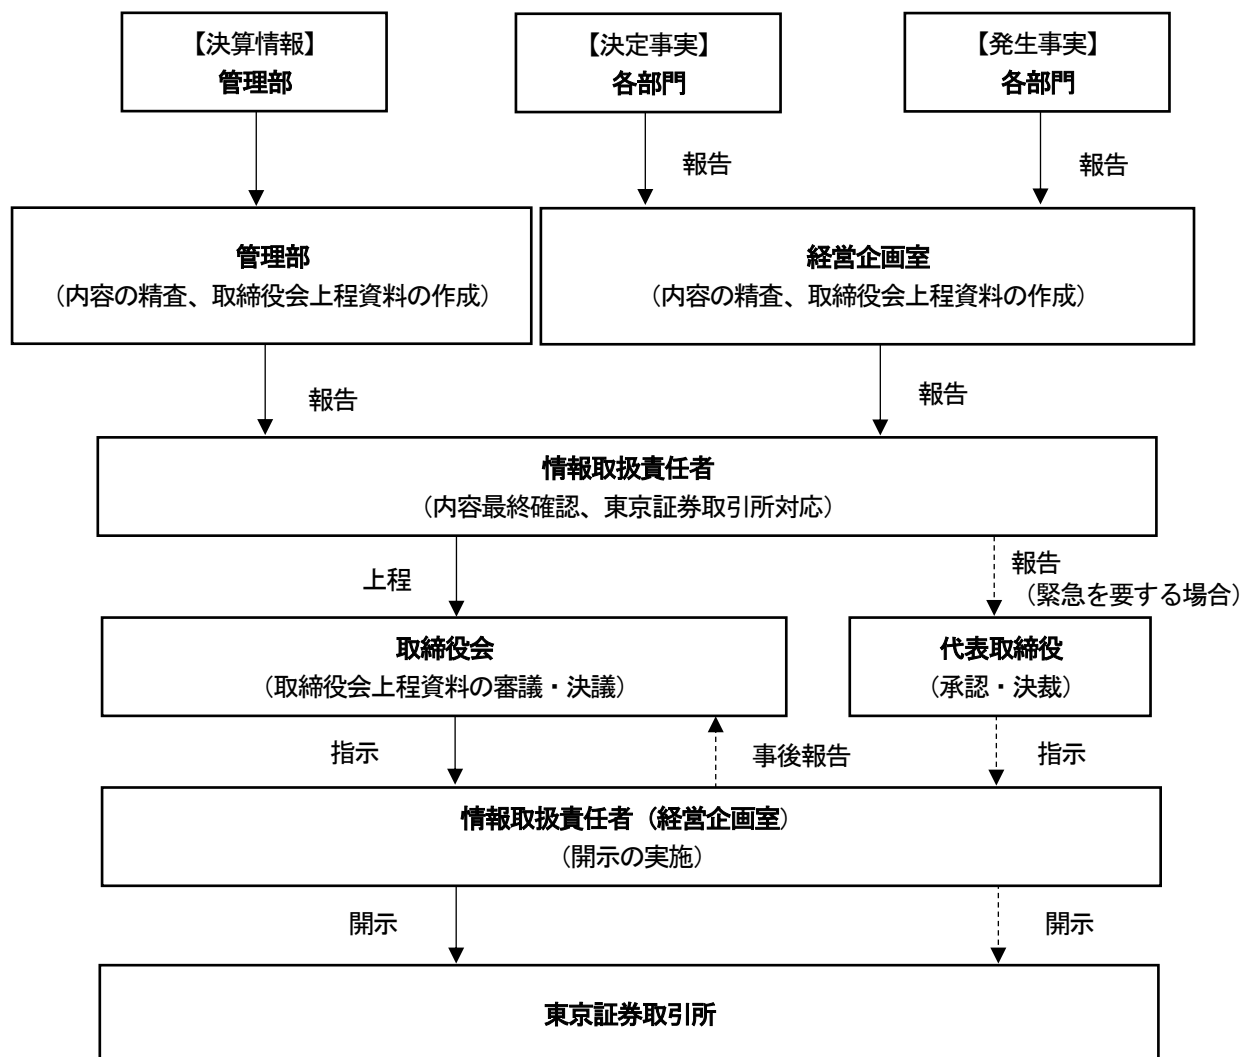 【決算情報】
管理部
【決定事実】
各部門
【発生事実】
各部門
報告
報告
管理部
（内容の精査、取締役会上程資料の作成）
経営企画室
（内容の精査、取締役会上程資料の作成）
報告
報告
情報取扱責任者
（内容最終確認、東京証券取引所対応）
上程
報告
（緊急を要する場合）
取締役会
（取締役会上程資料の審議・決議）
代表取締役
（承認・決裁）
指示
事後報告
指示
情報取扱責任者（経営企画室）
（開示の実施）
開示
開示
東京証券取引所